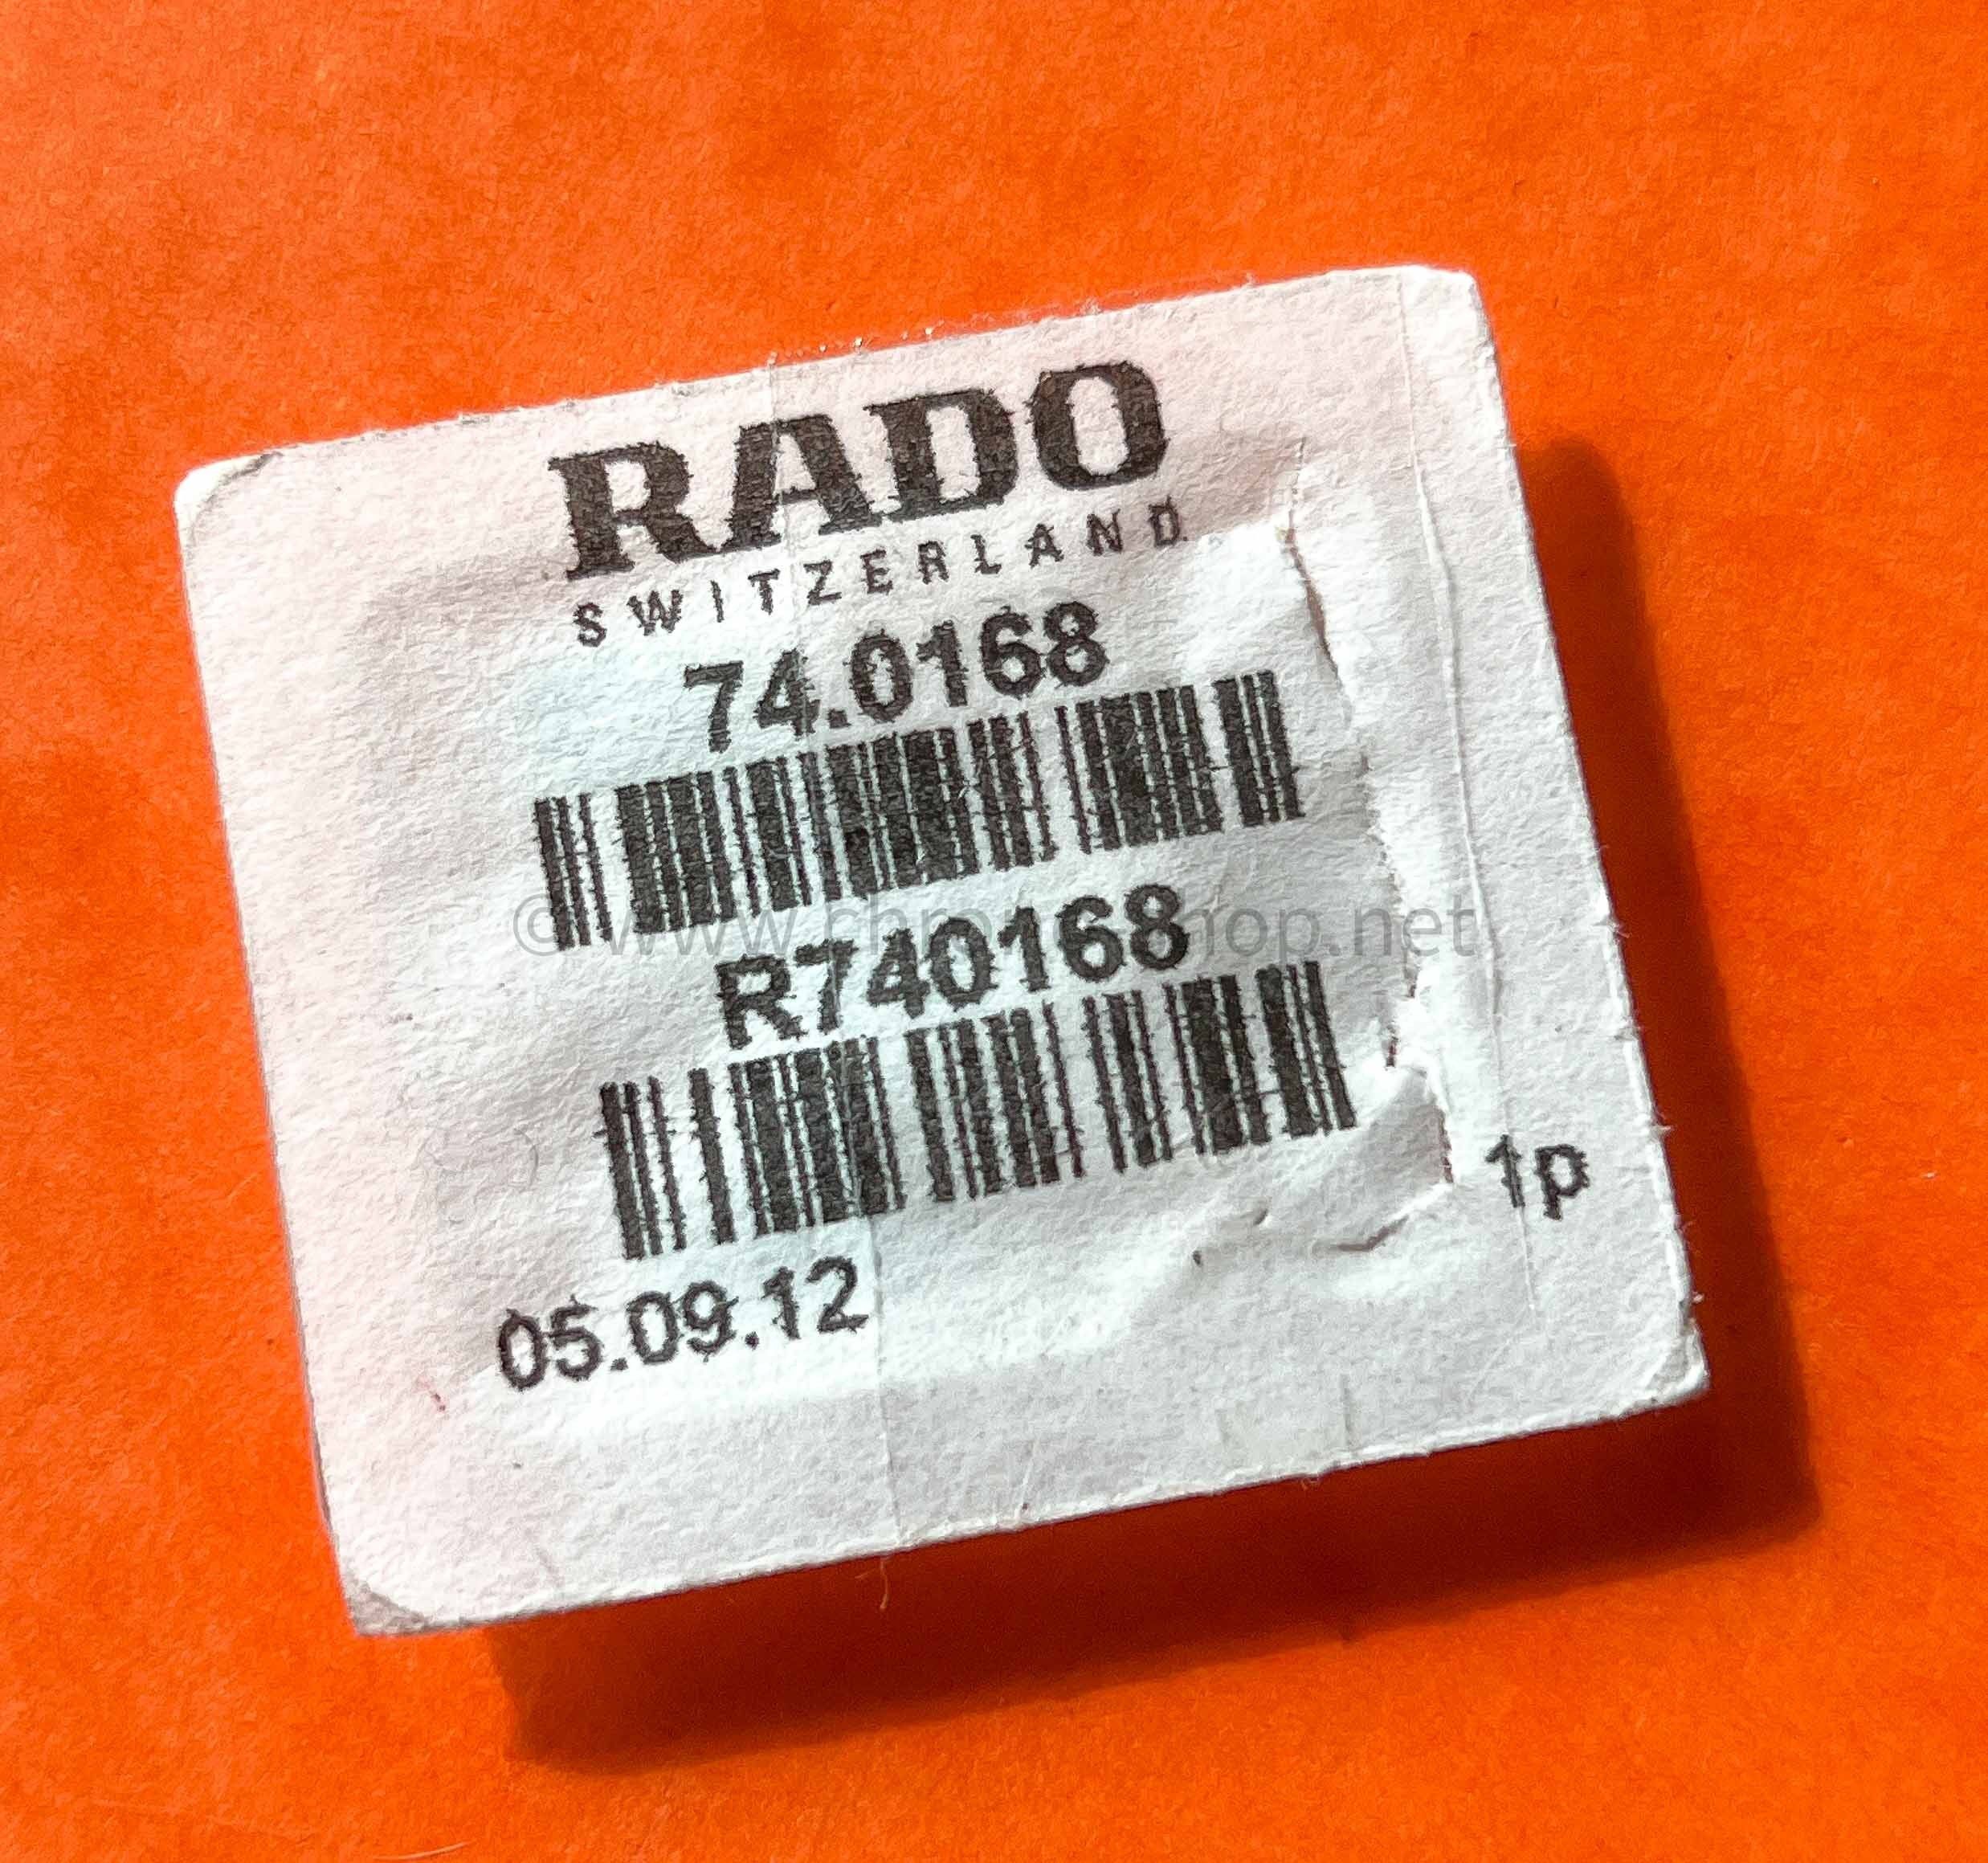 RADO
SWITZERLAND
74.0168
R740168
1p
05.09.12